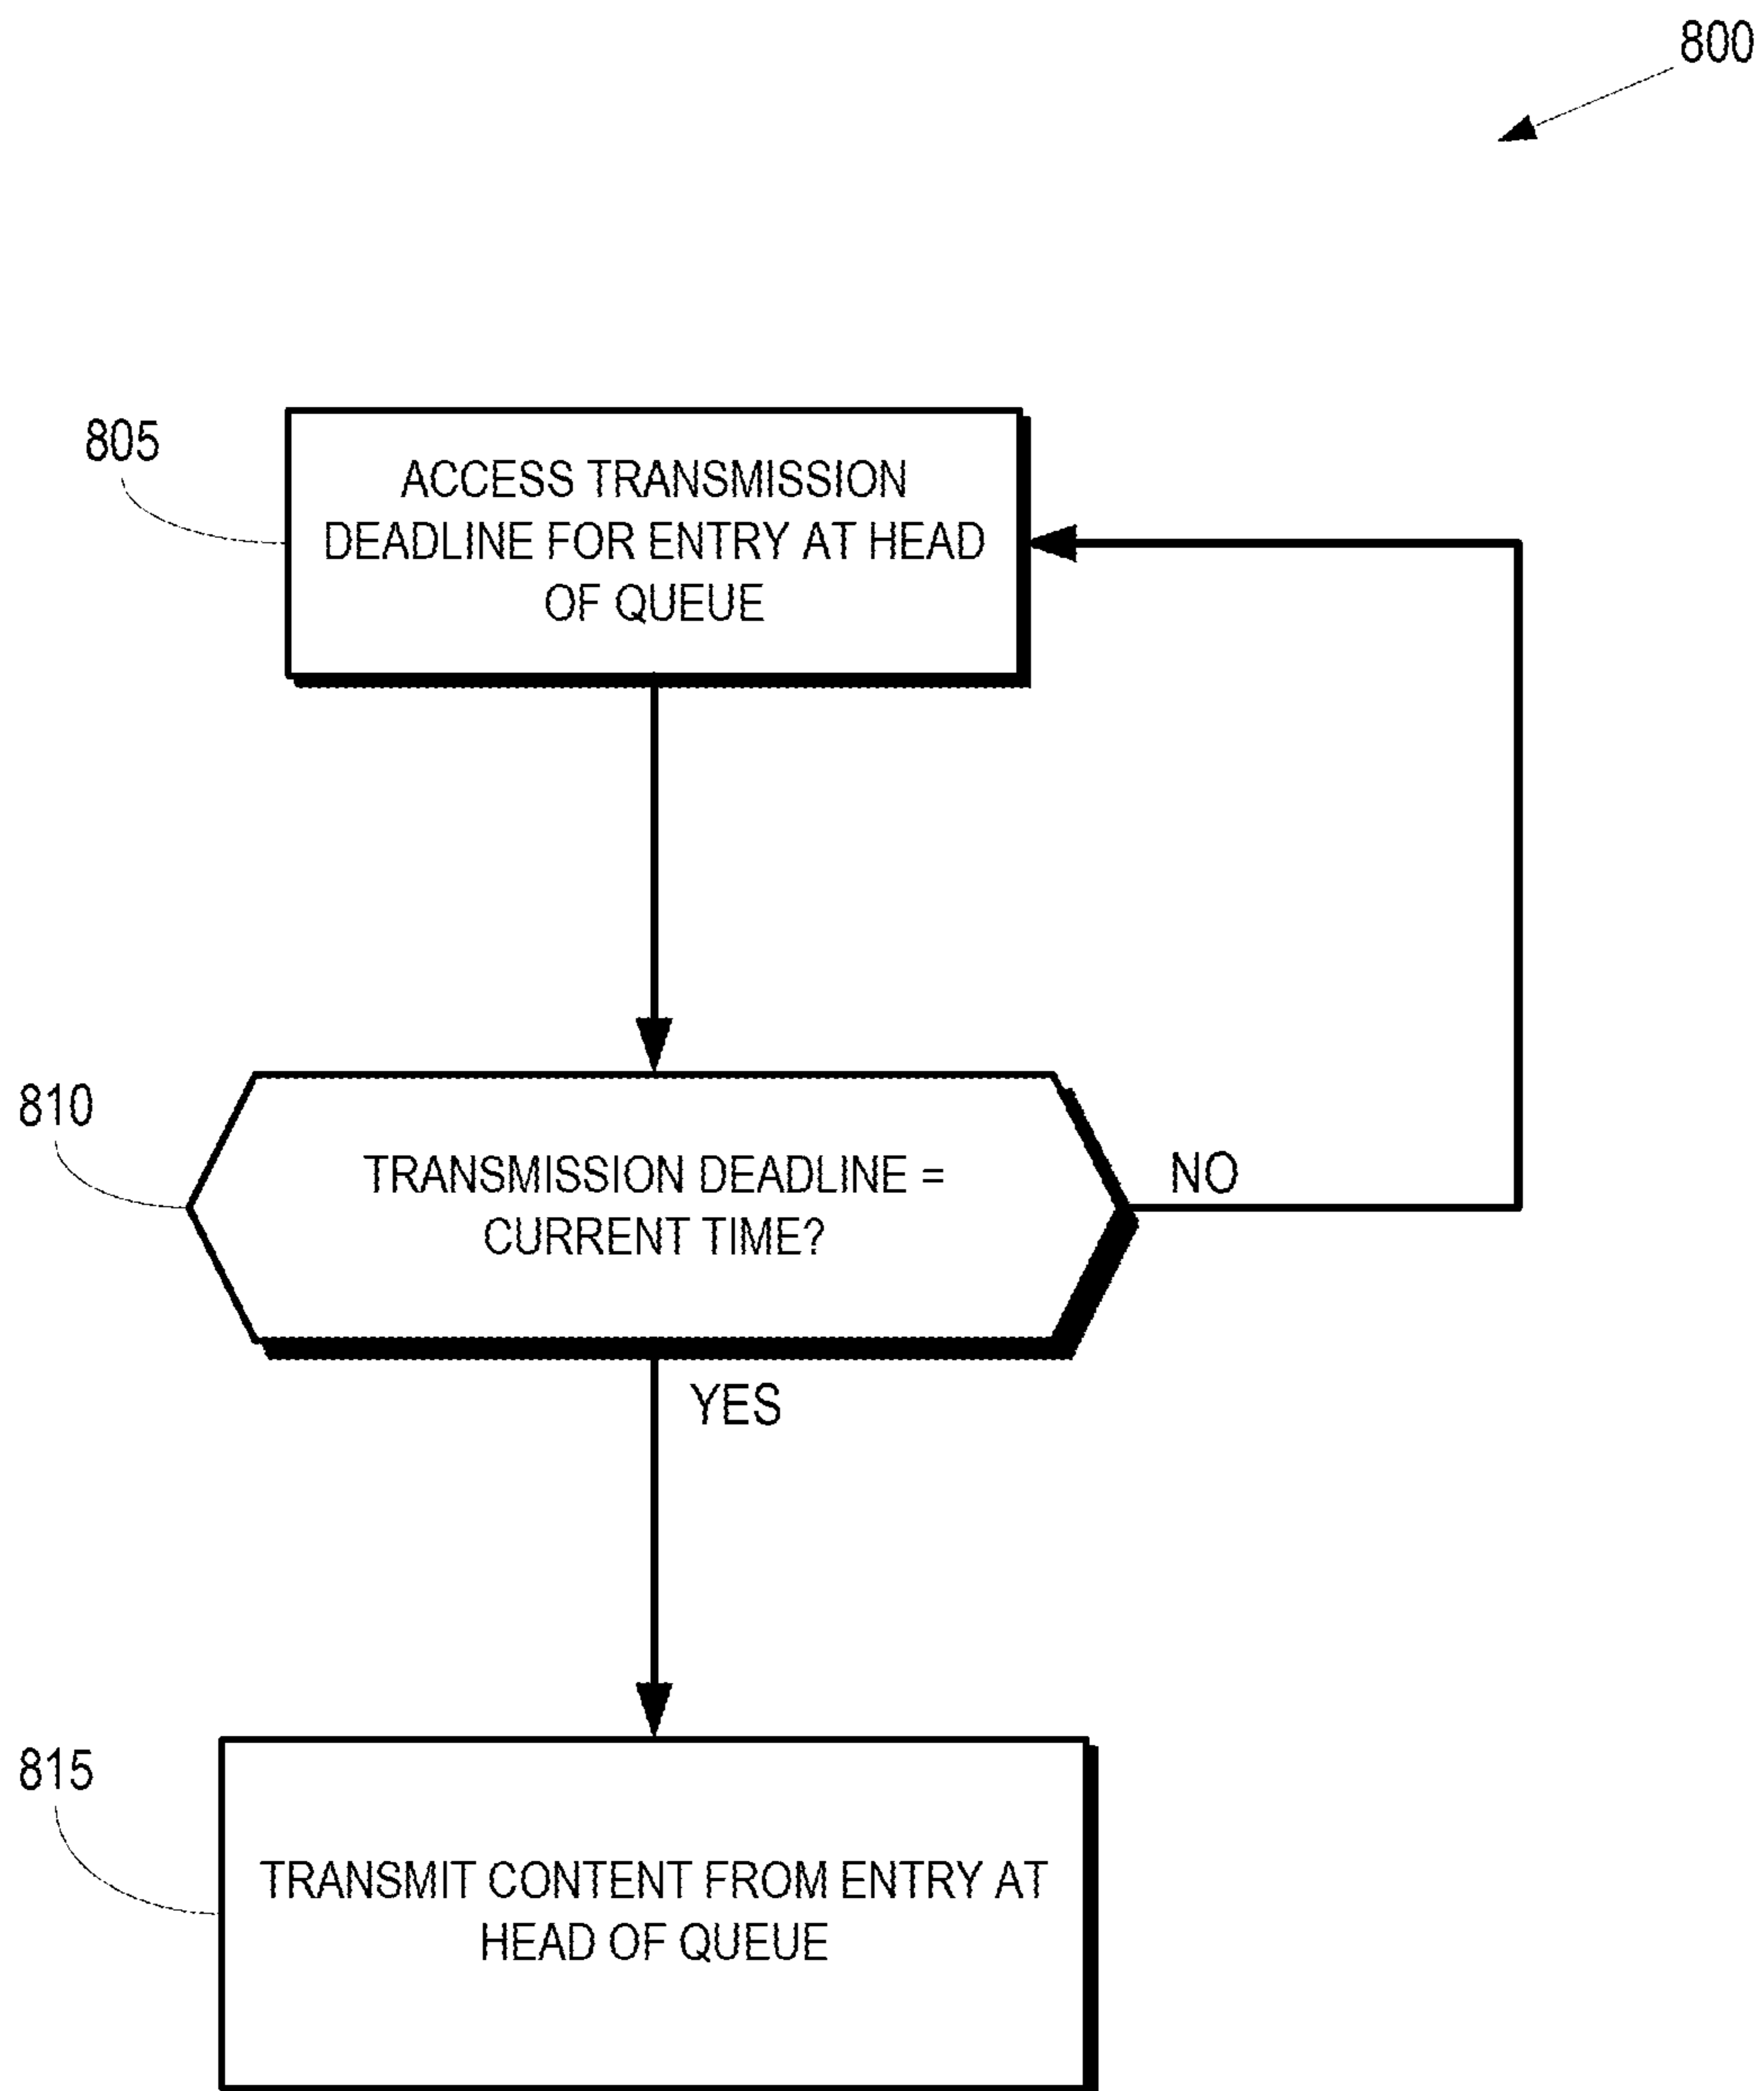 800
805
ACCESS TRANSMISSION
DEADLINE FOR ENTRY AT HEAD
OF QUEUE
810
TRANSMISSION DEADLINE =
CURRENT TIME?
NO
YES
815
TRANSMIT CONTENT FROM ENTRY AT
HEAD OF QUEUE